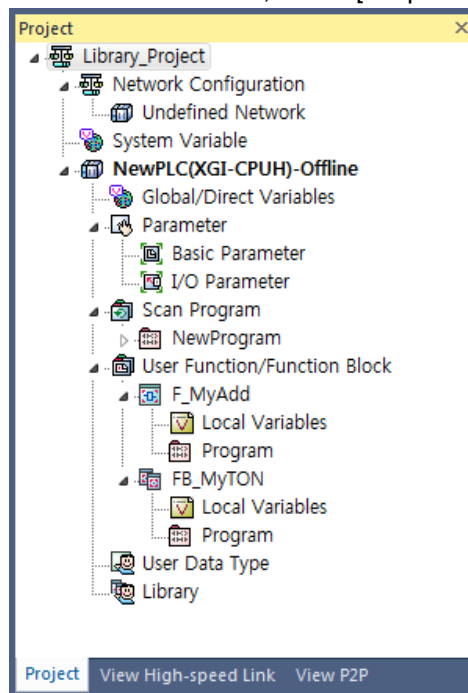 Project
Library_Project
Network Configuration
Undefined Network
System Variable
NewPLC(XGI-CPUH)-Offline
Global/Direct Variables
Parameter
Basic Parameter
I/O Parameter
Scan Program
NewProgram
User Function/Function Block
F_MyAdd
Local Variables
Program
FB_MyTON
Local Variables
Program
User Data Type
Library
Project View High-speed Link View P2P